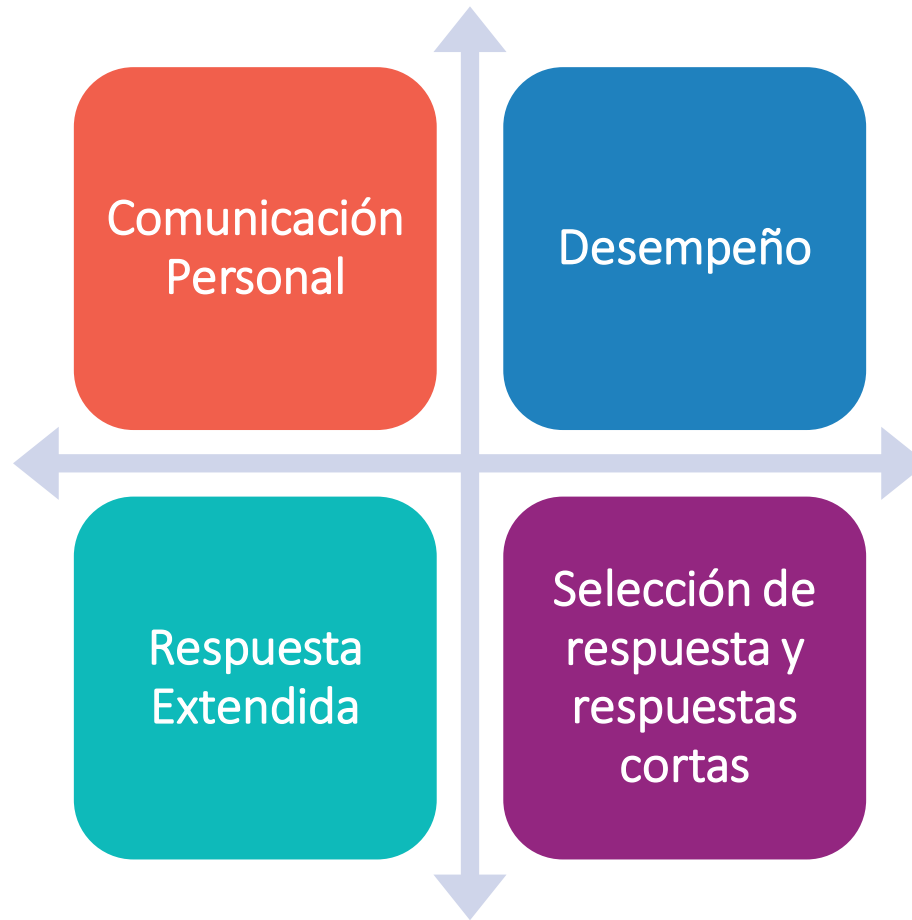 Comunicación
Personal
Desempeño
Respuesta
Extendida
Selección de
respuesta y
respuestas
cortas